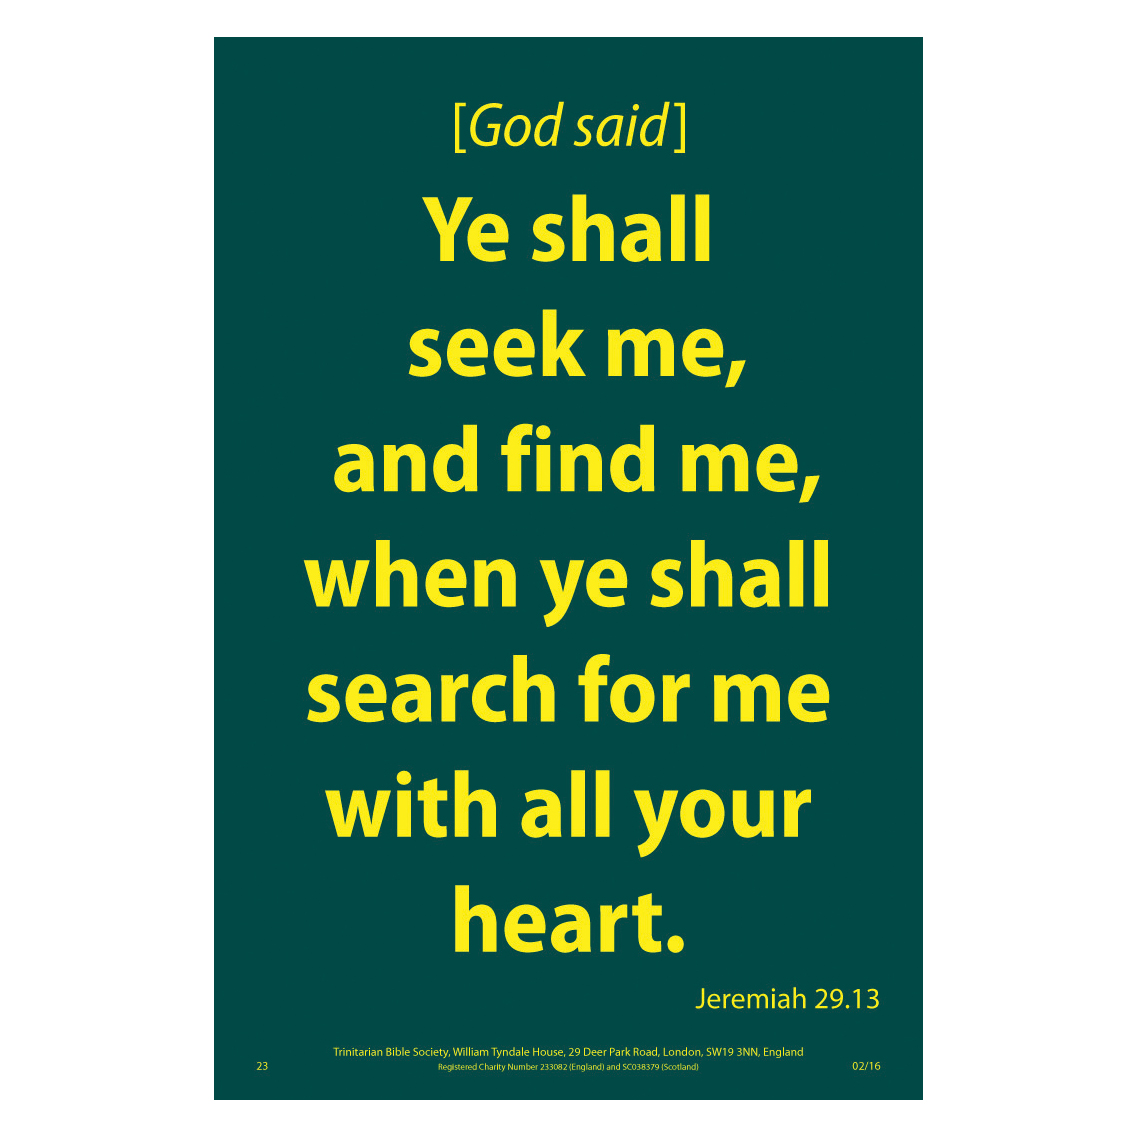 [God said]
Ye shall
seek me,
and find me,
when ye shall
search for me
with all your
heart.
Jeremiah 29.13
Trinitarian Bible Society, William Tyndale House, 29 Deer Park Road, London, SW19 3NN, England
23
Registered Charity Number 233082 (England) and SC038379 (Scotland)
02/16